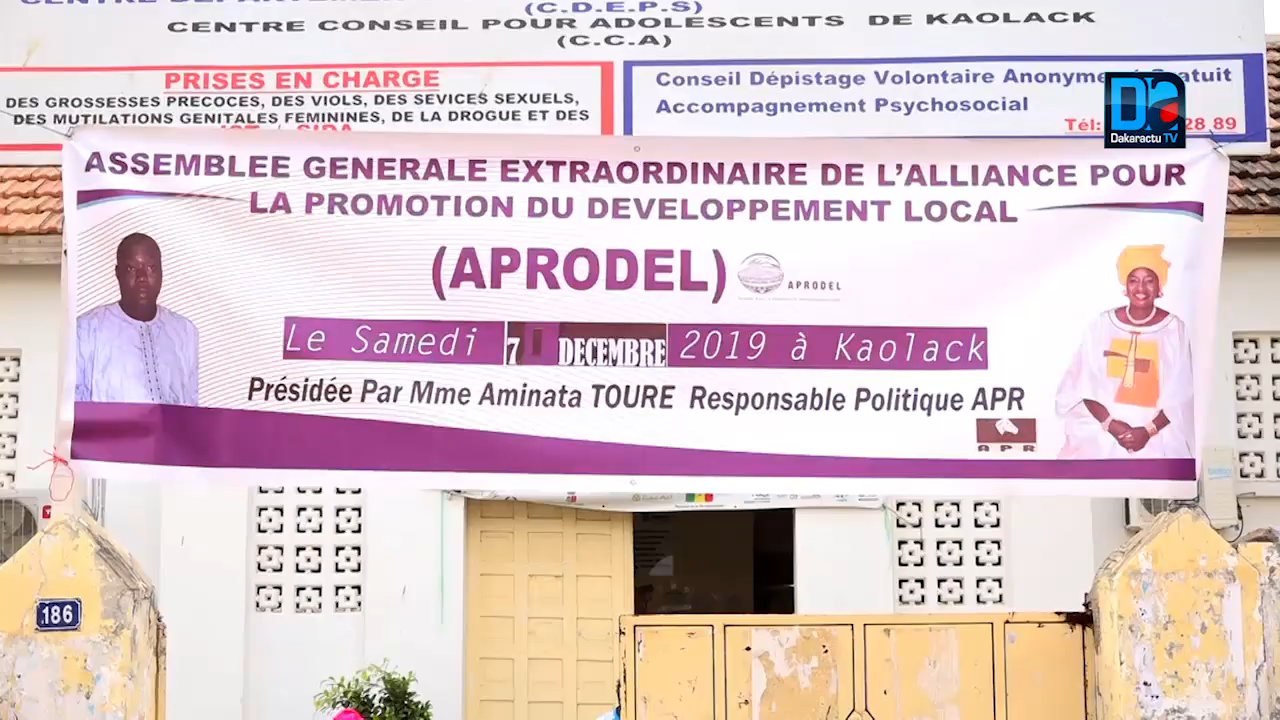 (C.D.E.P.S)
CENTRE CONSEIL POUR ADOLESCENTS DE KAOLACK
(C.C.A)
PRISES EN CHARGE
DES GROSSESSES PRECOCES, DES VIOLS, DES SEVICES SEXUELS,
DES MUTILATIONS GENITALES FEMININES, DE LA DROGUE ET DES
Conseil Dépistage Volontaire Gratuit
Accompagnement Psychosocial
Tél: 28 89
Dakaractu TV
ASSEMBLEE GENERALE EXTRAORDINAIRE DE L'ALLIANCE POUR
LA PROMOTION DU DEVELOPPEMENT LOCAL
(APRODEL)
APRODEL
Le Samedi 7 DECEMBRE 2019 à Kaolack
Présidée Par Mme Aminata TOURE Responsable Politique APR
APR
186